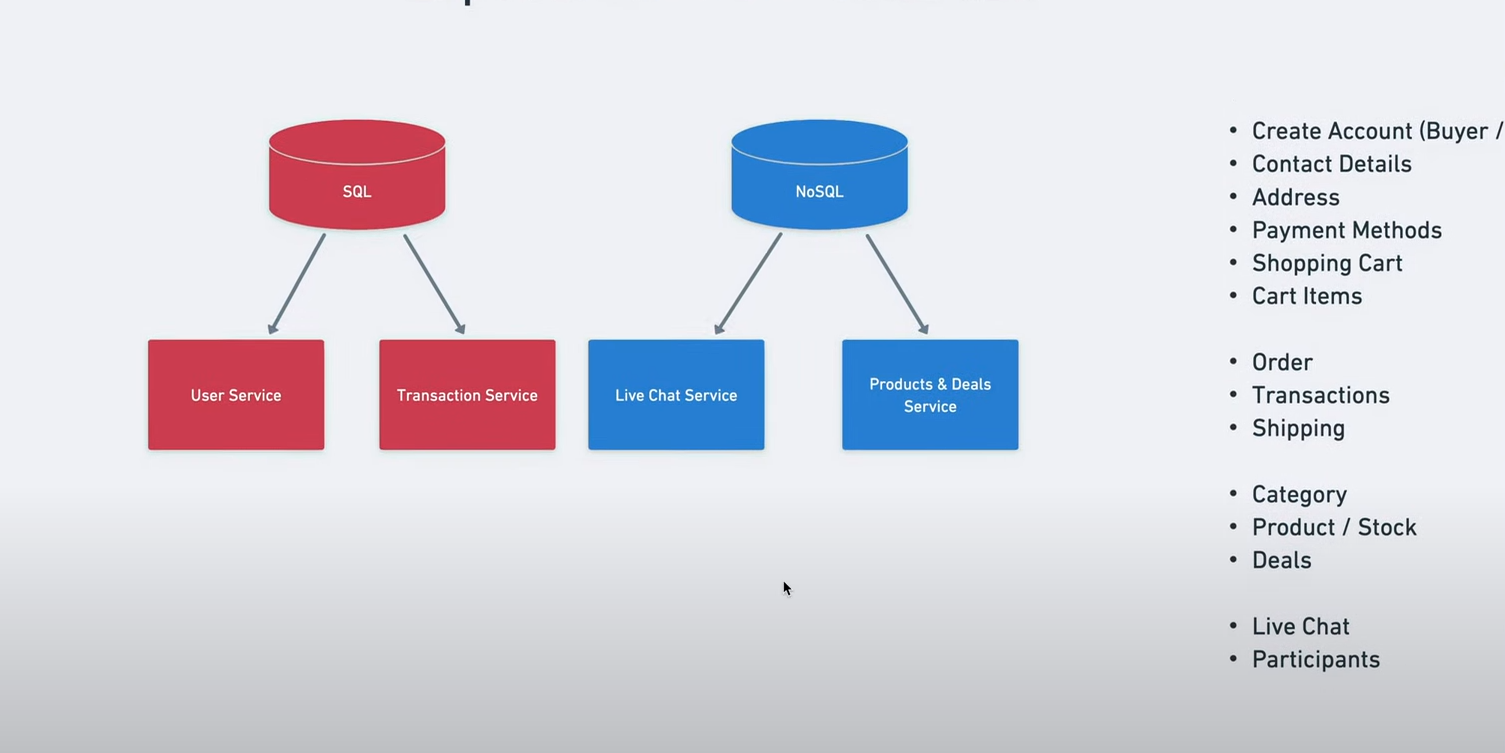 SQL
NoSQL
User Service
Transaction Service
Live Chat Service
Products & Deals
Service
• Create Account (Buyer /
• Contact Details
• Address
• Payment Methods
• Shopping Cart
• Cart Items
• Order
• Transactions
• Shipping
• Category
• Product / Stock
• Deals
• Live Chat
• Participants